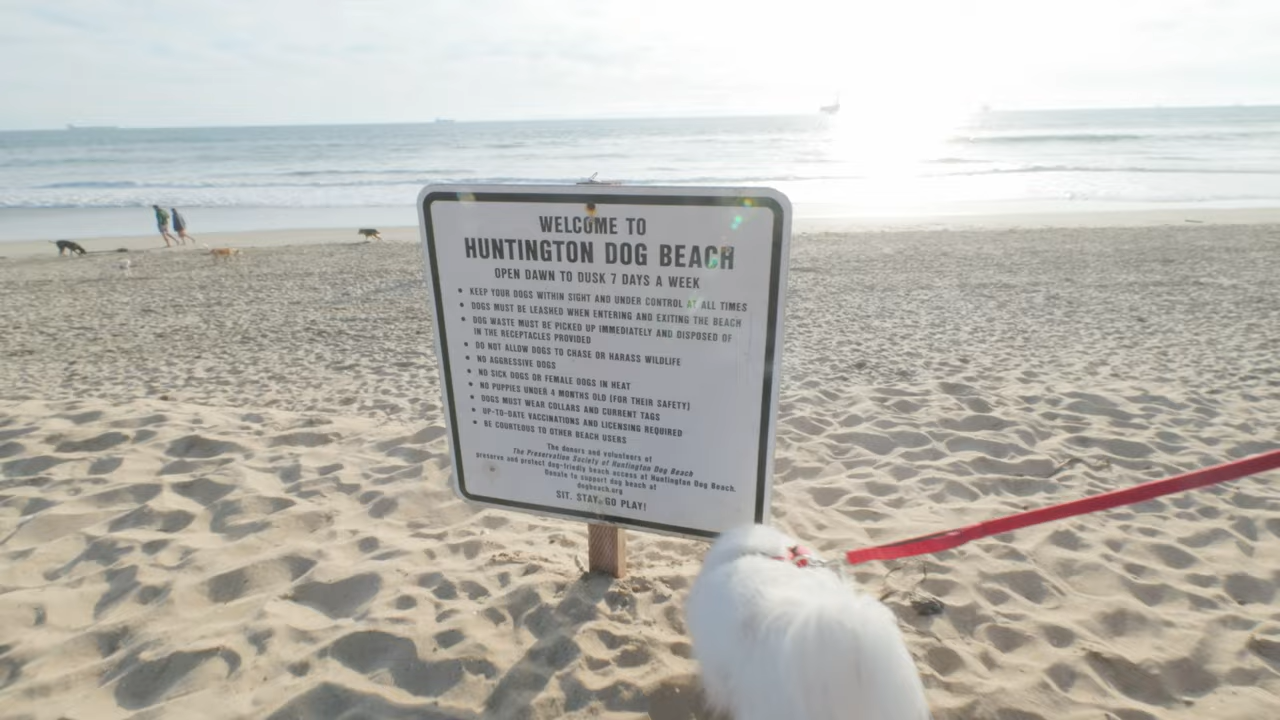 WELCOME TO
HUNTINGTON DOG BEACH
OPEN DAWN TO DUSK 7 DAYS A WEEK
• KEEP YOUR DOGS WITHIN SIGHT AND UNDER CONTROL AT ALL TIMES
• DOGS MUST BE LEASHED WHEN ENTERING AND EXITING THE BEACH
• DOG WASTE MUST BE PICKED UP IMMEDIATELY AND DISPOSED OF
IN THE RECEPTACLES PROVIDED
• DO NOT ALLOW DOGS TO CHASE OR HARASS WILDLIFE
• NO AGGRESSIVE DOGS
• NO SICK DOGS OR FEMALE DOGS IN HEAT
• NO PUPPIES UNDER 4 MONTHS OLD (FOR THEIR SAFETY)
• DOGS MUST WEAR COLLARS AND CURRENT TAGS
• UP-TO-DATE VACCINATIONS AND LICENSING REQUIRED
• BE COURTEOUS TO OTHER BEACH USERS
The donors and volunteers of
The Preservation Society of Huntington Dog Beach
preserve and protect dog-friendly beach access at Huntington Dog Beach.
Donate to support dog beach at
dogbeach.org
SIT. STAY. GO PLAY!